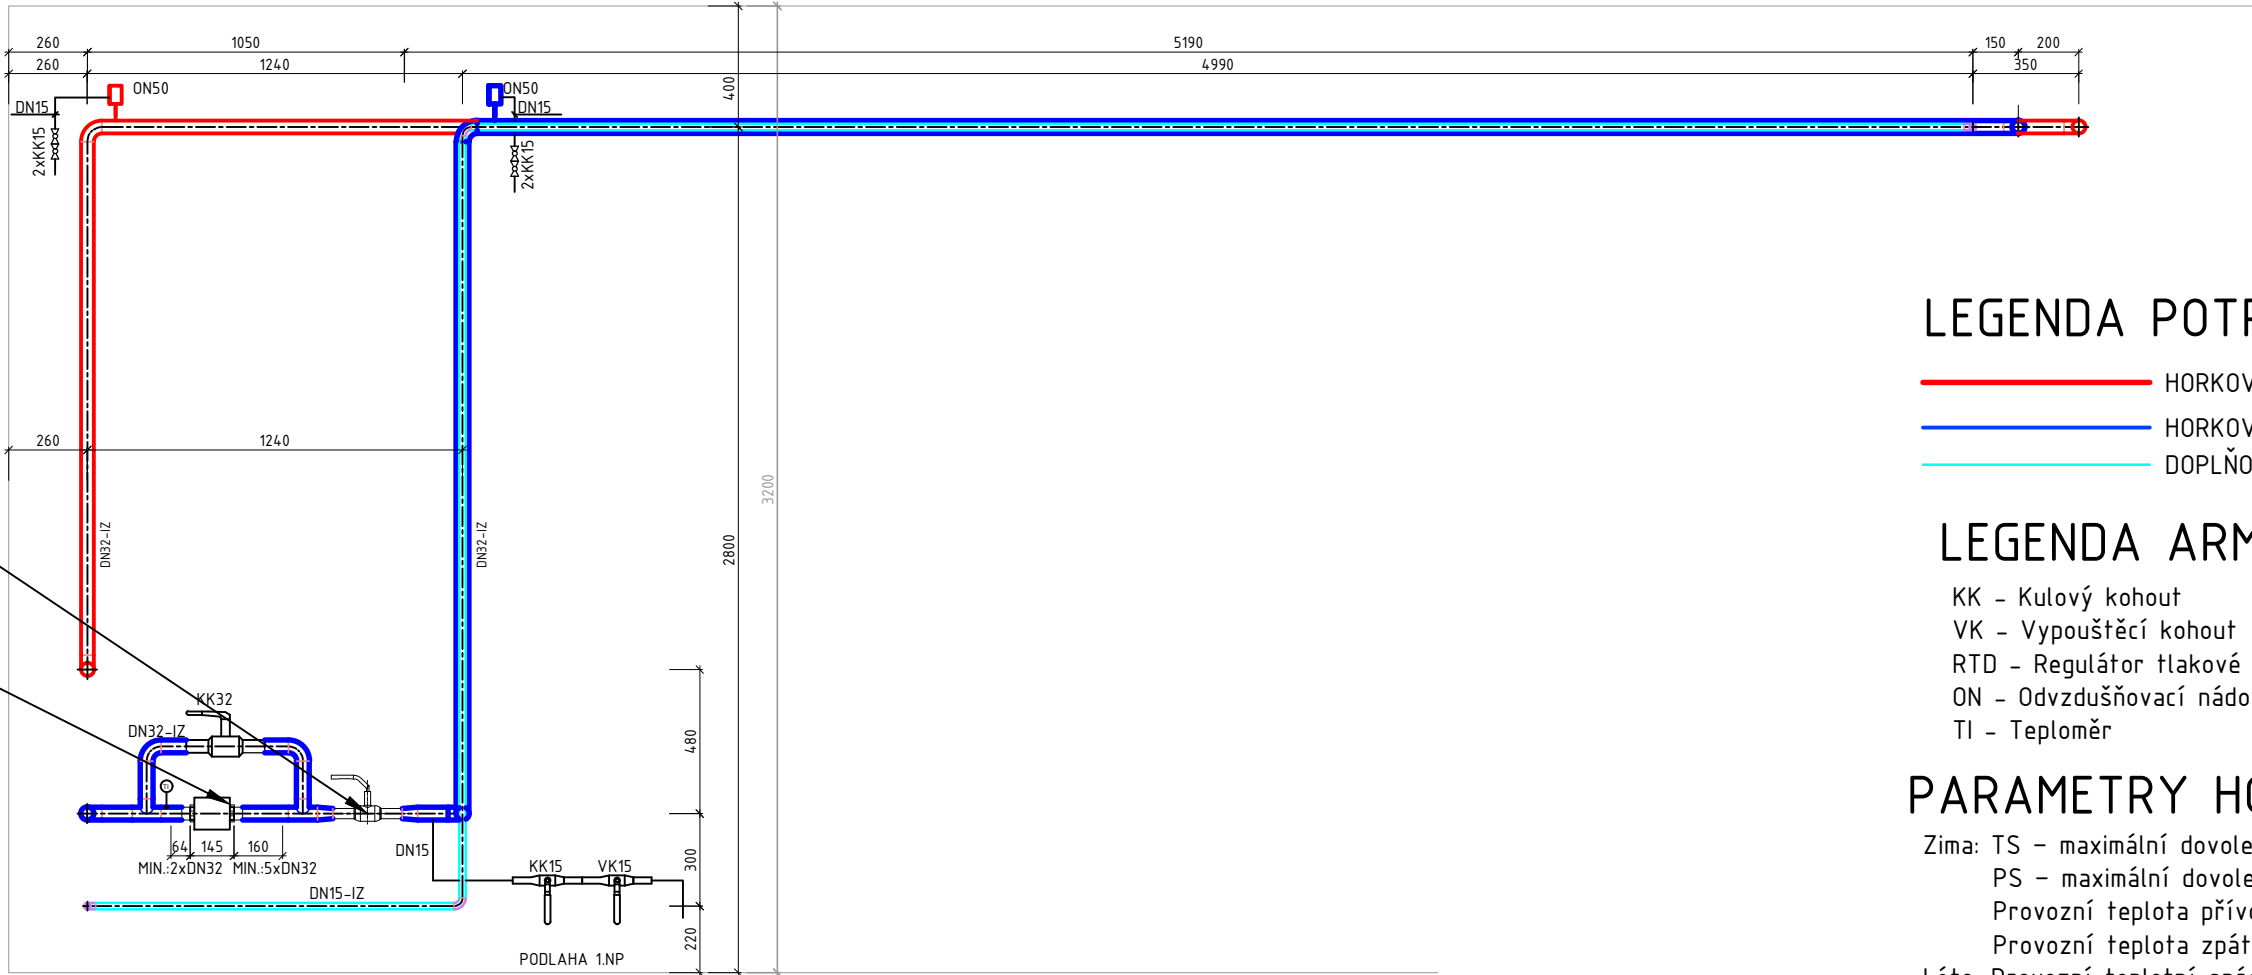 260
1050
5190
150
200
260
1240
4990
350
400
ON50
ON50
DN15
DN15
2xKK15
2xKK15
LEGENDA
HORKOV
HORKOV
DOPLŇO
260
1240
3200
2800
DN32-IZ
DN32-IZ
LEGENDA ARM
KK - Kulový kohout
VK - Vypouštěcí kohout
RTD - Regulátor tlakové
ON - Odvzdušňovací nádo
TI - Teploměr
KK32
DN32-IZ
480
TI
PARAMETRY HO
64
145
160
MIN.:2xDN32
MIN.:5xDN32
DN15
KK15
VK15
300
DN15-IZ
Zima: TS - maximální dovole
PS - maximální dovole
Provozní teplota přívo
Provozní teplota zpát
220
PODLAHA 1.NP